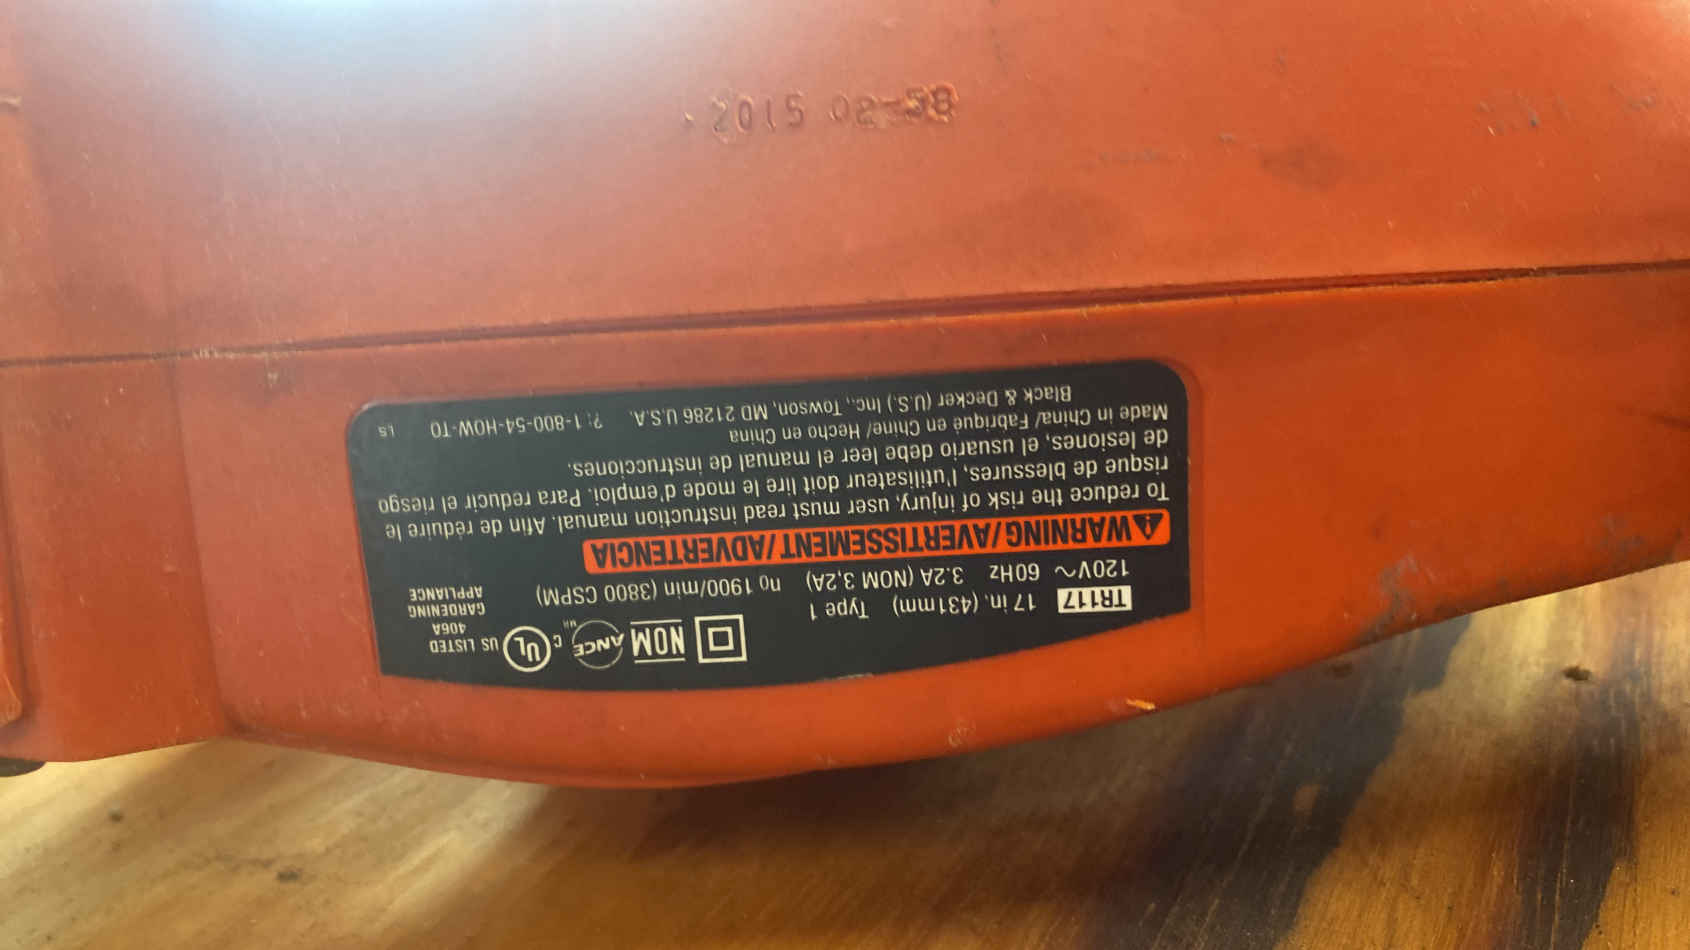 2015 02-58
TR117 17 in. (431mm) Type 1
120V~ 60Hz 3.2A (NOM 3,2A) n₀ 1900/min (3800 CSPM)
NOM
ANCE
MR
C UL US LISTED
406A
GARDENING
APPLIANCE
WARNING/AVERTISSEMENT/ADVERTENCIA
To reduce the risk of injury, user must read instruction manual. Afin de réduire le
risque de blessures, l'utilisateur doit lire le mode d'emploi. Para reducir el riesgo
de lesiones, el usuario debe leer el manual de instrucciones.
Made in China/ Fabriqué en Chine/ Hecho en China
Black & Decker (U.S.) Inc., Towson, MD 21286 U.S.A. ?: 1-800-54-HOW-TO